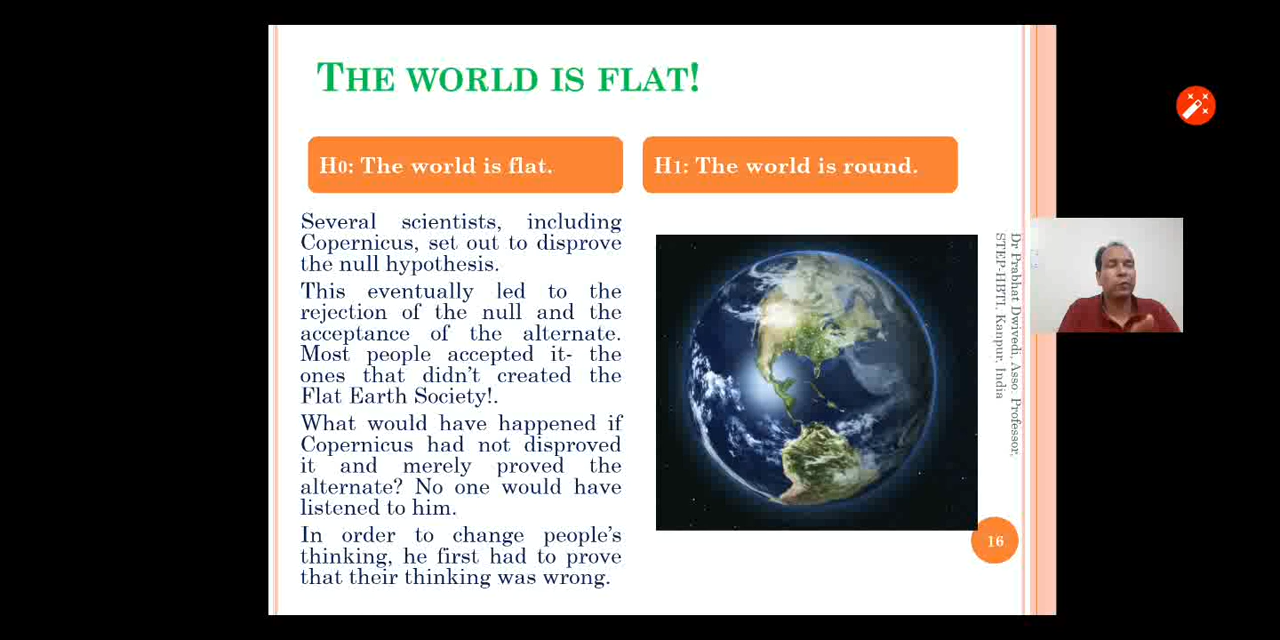 THE WORLD IS FLAT!
H0: The world is flat.
H1: The world is round.
Several scientists, including
Copernicus, set out to disprove
the null hypothesis.
This eventually led to the
rejection of the null and the
acceptance of the alternate.
Most people accepted it- the
ones that didn't created the
Flat Earth Society!.
What would have happened if
Copernicus had not disproved
it and merely proved the
alternate? No one would have
listened to him.
In order to change people's
thinking, he first had to prove
that their thinking was wrong.
Dr Prabhat Dwivedi, Asso. Professor,
STEP-HBTI, Kanpur, India
16